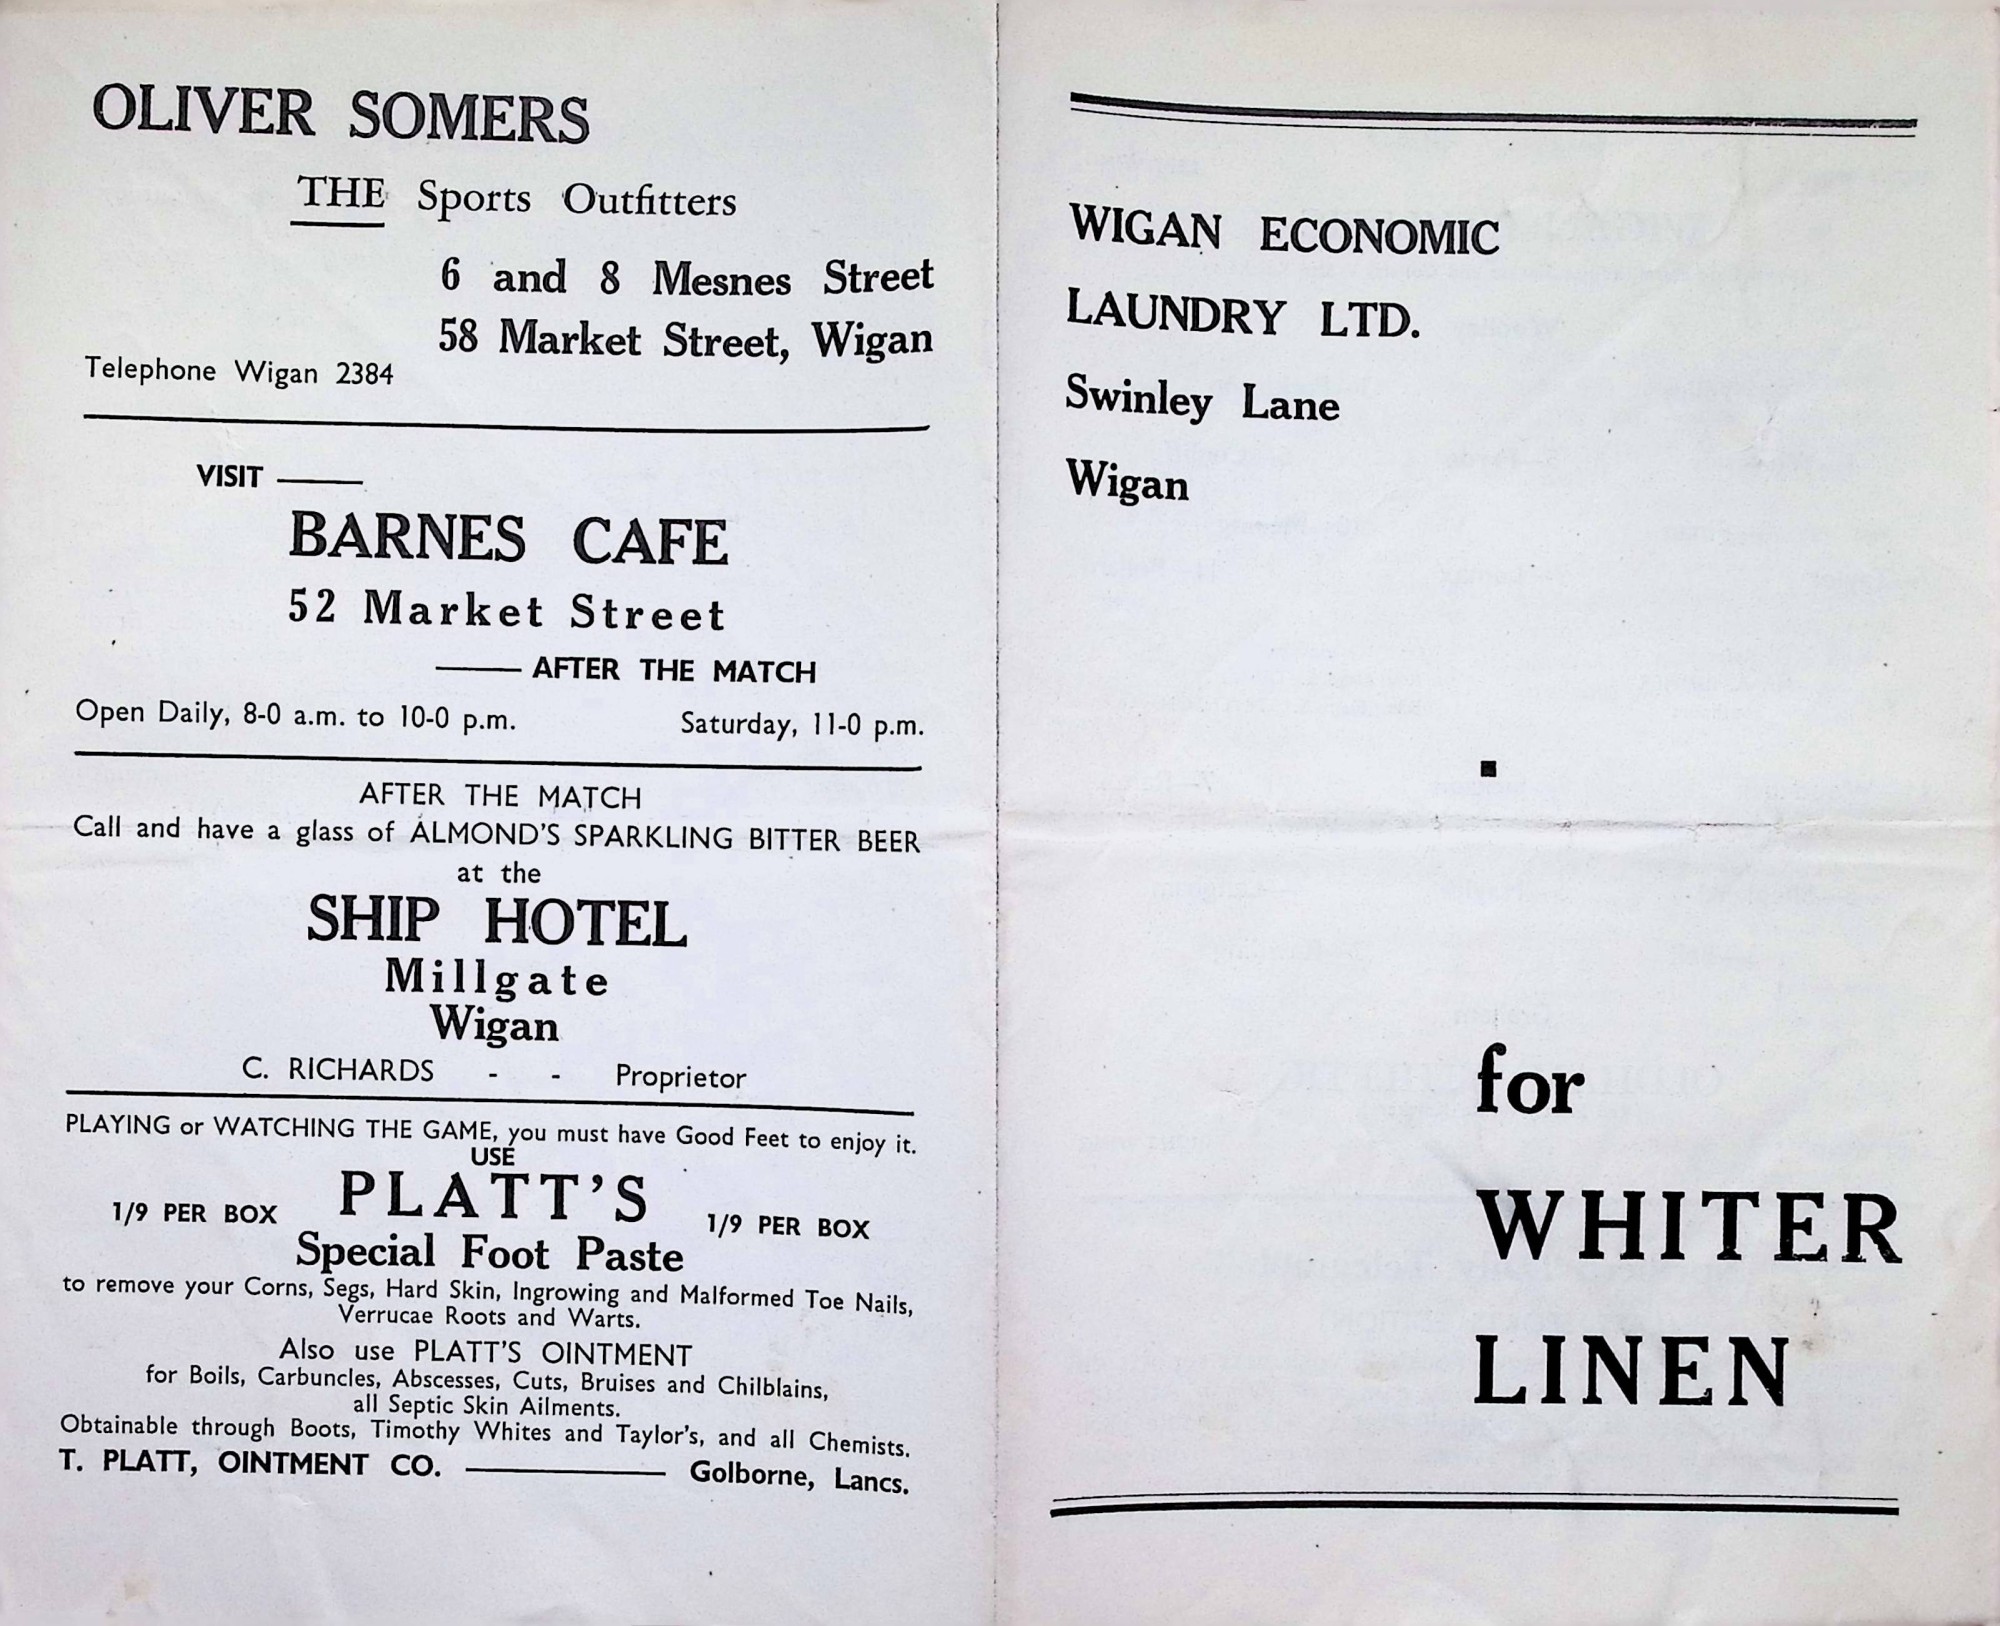 OLIVER SOMERS
THE Sports Outfitters
6 and 8 Mesnes Street
58 Market Street, Wigan
Telephone Wigan 2384
VISIT ——
BARNES CAFE
52 Market Street
—— AFTER THE MATCH
Open Daily, 8-0 a.m. to 10-0 p.m. Saturday, 11-0 p.m.
AFTER THE MATCH
Call and have a glass of ALMOND'S SPARKLING BITTER BEER
at the
SHIP HOTEL
Millgate
Wigan
C. RICHARDS - - Proprietor
PLAYING or WATCHING THE GAME, you must have Good Feet to enjoy it.
USE
1/9 PER BOX PLATT'S 1/9 PER BOX
Special Foot Paste
to remove your Corns, Segs, Hard Skin, Ingrowing and Malformed Toe Nails,
Verrucae Roots and Warts.
Also use PLATT'S OINTMENT
for Boils, Carbuncles, Abscesses, Cuts, Bruises and Chilblains,
all Septic Skin Ailments.
Obtainable through Boots, Timothy Whites and Taylor's, and all Chemists.
T. PLATT, OINTMENT CO. —— Golborne, Lancs.
WIGAN ECONOMIC
LAUNDRY LTD.
Swinley Lane
Wigan
for
WHITER
LINEN